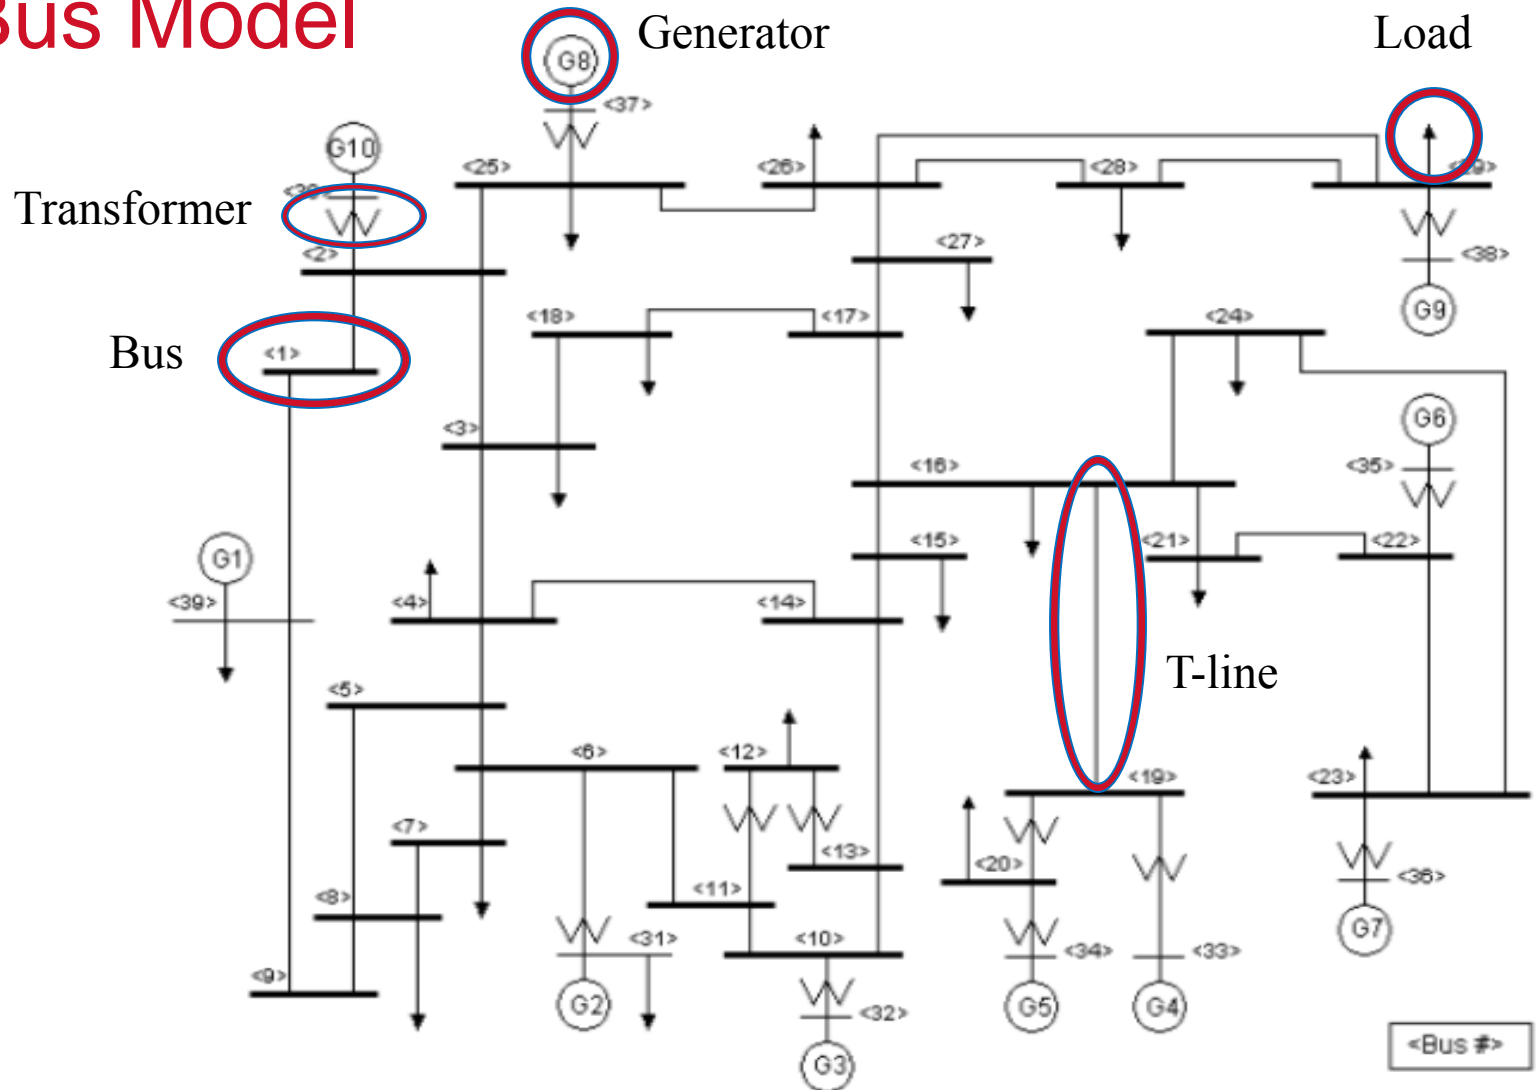 Bus Model
Generator
Load
G8
<37>
G10
<25>
<26>
<28>
<29>
Transformer
<2>
<27>
<38>
G9
<18>
<17>
<24>
Bus
<1>
G6
<3>
<16>
<35>
G1
<15>
<21>
<22>
<39>
<4>
<14>
T-line
<5>
<6>
<12>
<19>
<23>
<7>
<13>
<20>
<36>
<11>
<8>
G7
<31>
<10>
<34>
<33>
<9>
G2
G5
G4
<32>
G3
<Bus #>